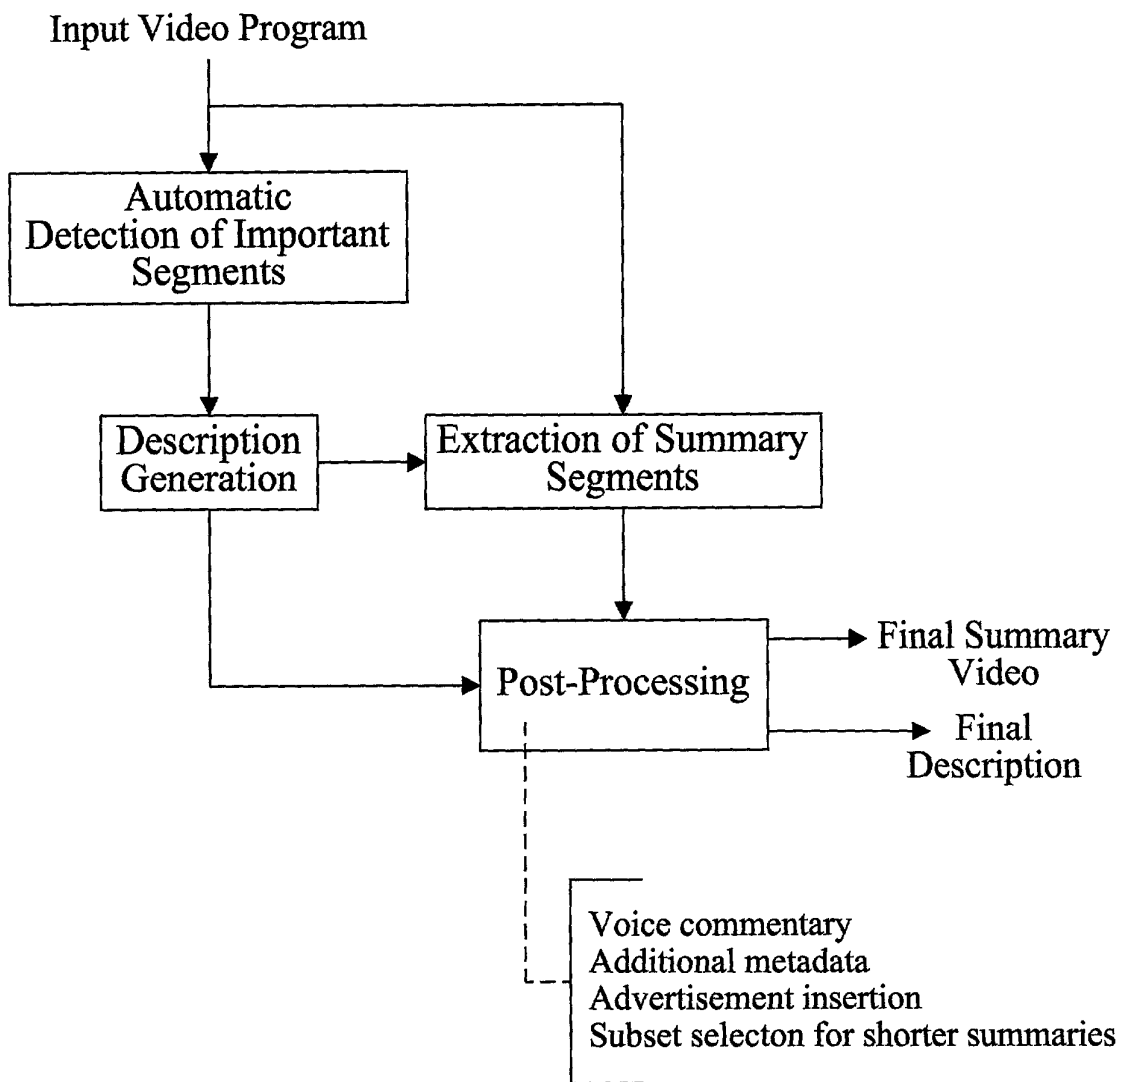 Input Video Program
Automatic
Detection of Important
Segments
Description
Generation
Extraction of Summary
Segments
Post-Processing
Final Summary
Video
Final
Description
Voice commentary
Additional metadata
Advertisement insertion
Subset selecton for shorter summaries